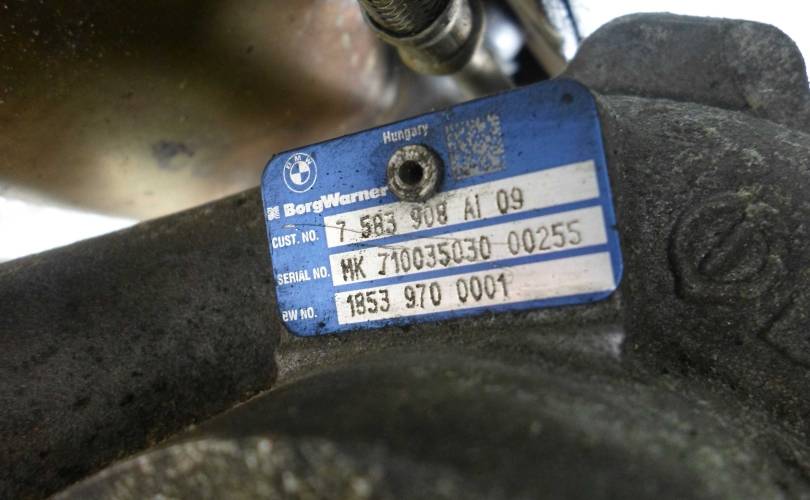 Hungary
BMW
BorgWarner
CUST. NO. 7 583 908 AI 09
SERIAL NO. MK 710035030 00255
BW NO. 1853 970 0001